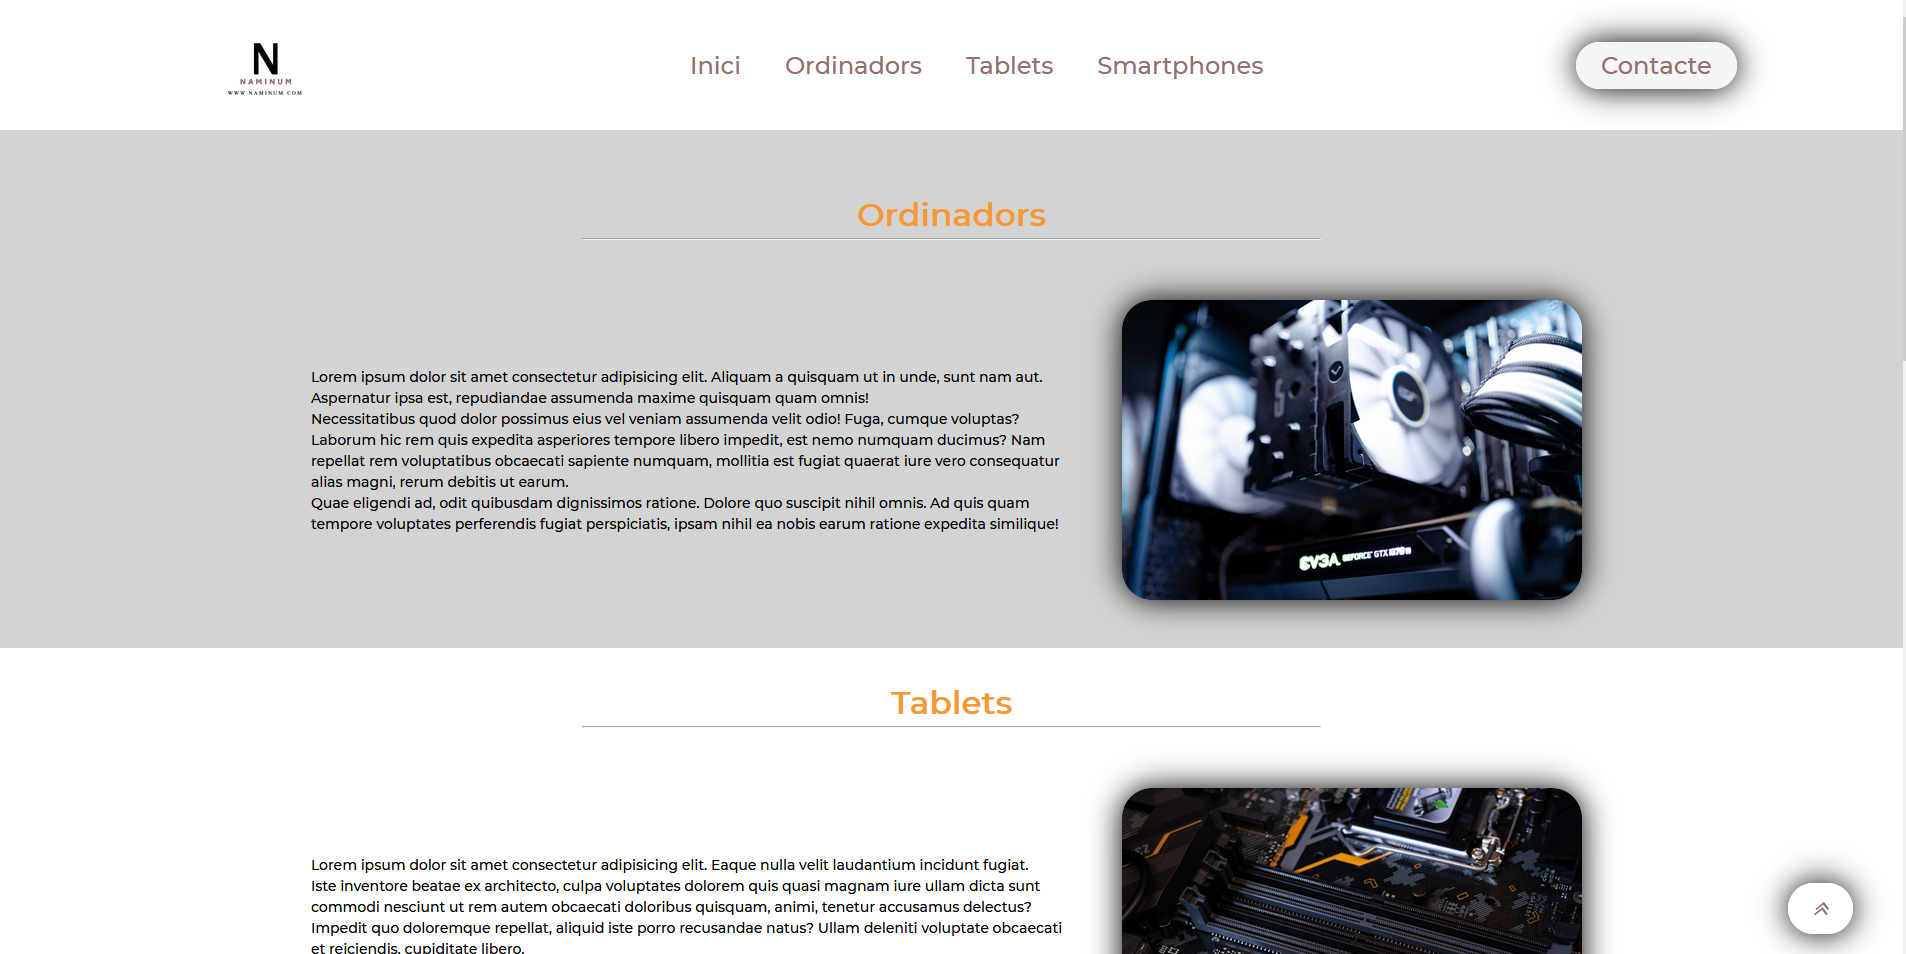 N
NAMINUM
WWW.NAMINUM.COM
Inici
Ordinadors
Tablets
Smartphones
Contacte
Ordinadors
Lorem ipsum dolor sit amet consectetur adipisicing elit. Aliquam a quisquam ut in unde, sunt nam aut.
Aspernatur ipsa est, repudiandae assumenda maxime quisquam quam omnis!
Necessitatibus quod dolor possimus eius vel veniam assumenda velit odio! Fuga, cumque voluptas?
Laborum hic rem quis expedita asperiores tempore libero impedit, est nemo numquam ducimus? Nam
repellat rem voluptatibus obcaecati sapiente numquam, mollitia est fugiat quaerat iure vero consequatur
alias magni, rerum debitis ut earum.
Quae eligendi ad, odit quibusdam dignissimos ratione. Dolore quo suscipit nihil omnis. Ad quis quam
tempore voluptates perferendis fugiat perspiciatis, ipsam nihil ea nobis earum ratione expedita similique!
EVGA GEFORCE GTX
Tablets
Lorem ipsum dolor sit amet consectetur adipisicing elit. Eaque nulla velit laudantium incidunt fugiat.
Iste inventore beatae ex architecto, culpa voluptates dolorem quis quasi magnam iure ullam dicta sunt
commodi nesciunt ut rem autem obcaecati doloribus quisquam, animi, tenetur accusamus delectus?
Impedit quo doloremque repellat, aliquid iste porro recusandae natus? Ullam deleniti voluptate obcaecati
et reiciendis, cupiditate libero.